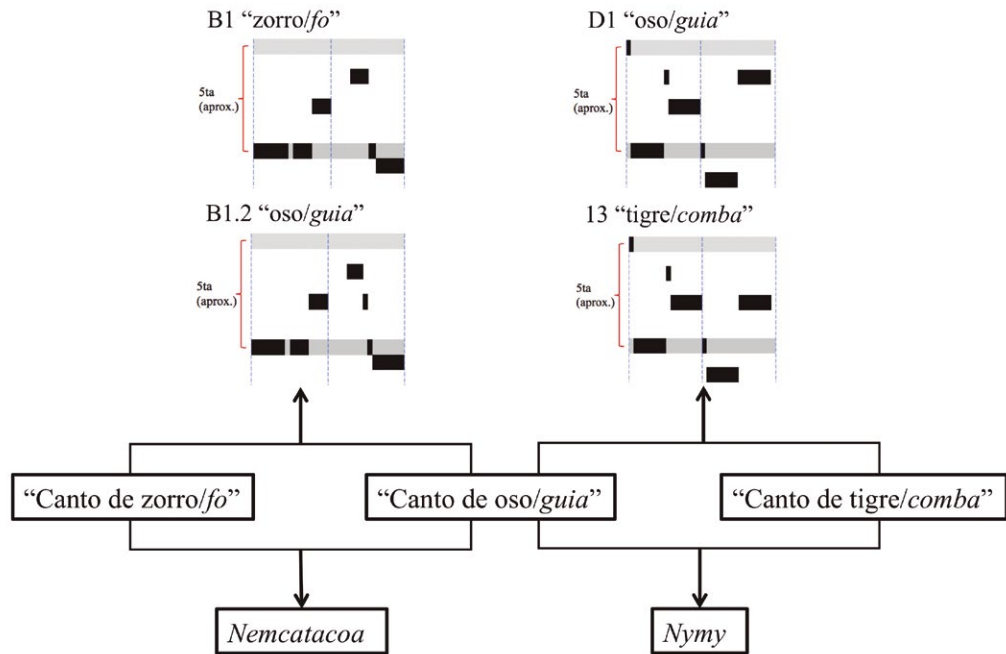 B1 “zorro/fo”
D1 “oso/guia”
5ta
(aprox.)
5ta
(aprox.)
B1.2 “oso/guia”
13 “tigre/comba”
5ta
(aprox.)
5ta
(aprox.)
“Canto de zorro/fo”
“Canto de oso/guia”
“Canto de tigre/comba”
Nemcatacoa
Nymy